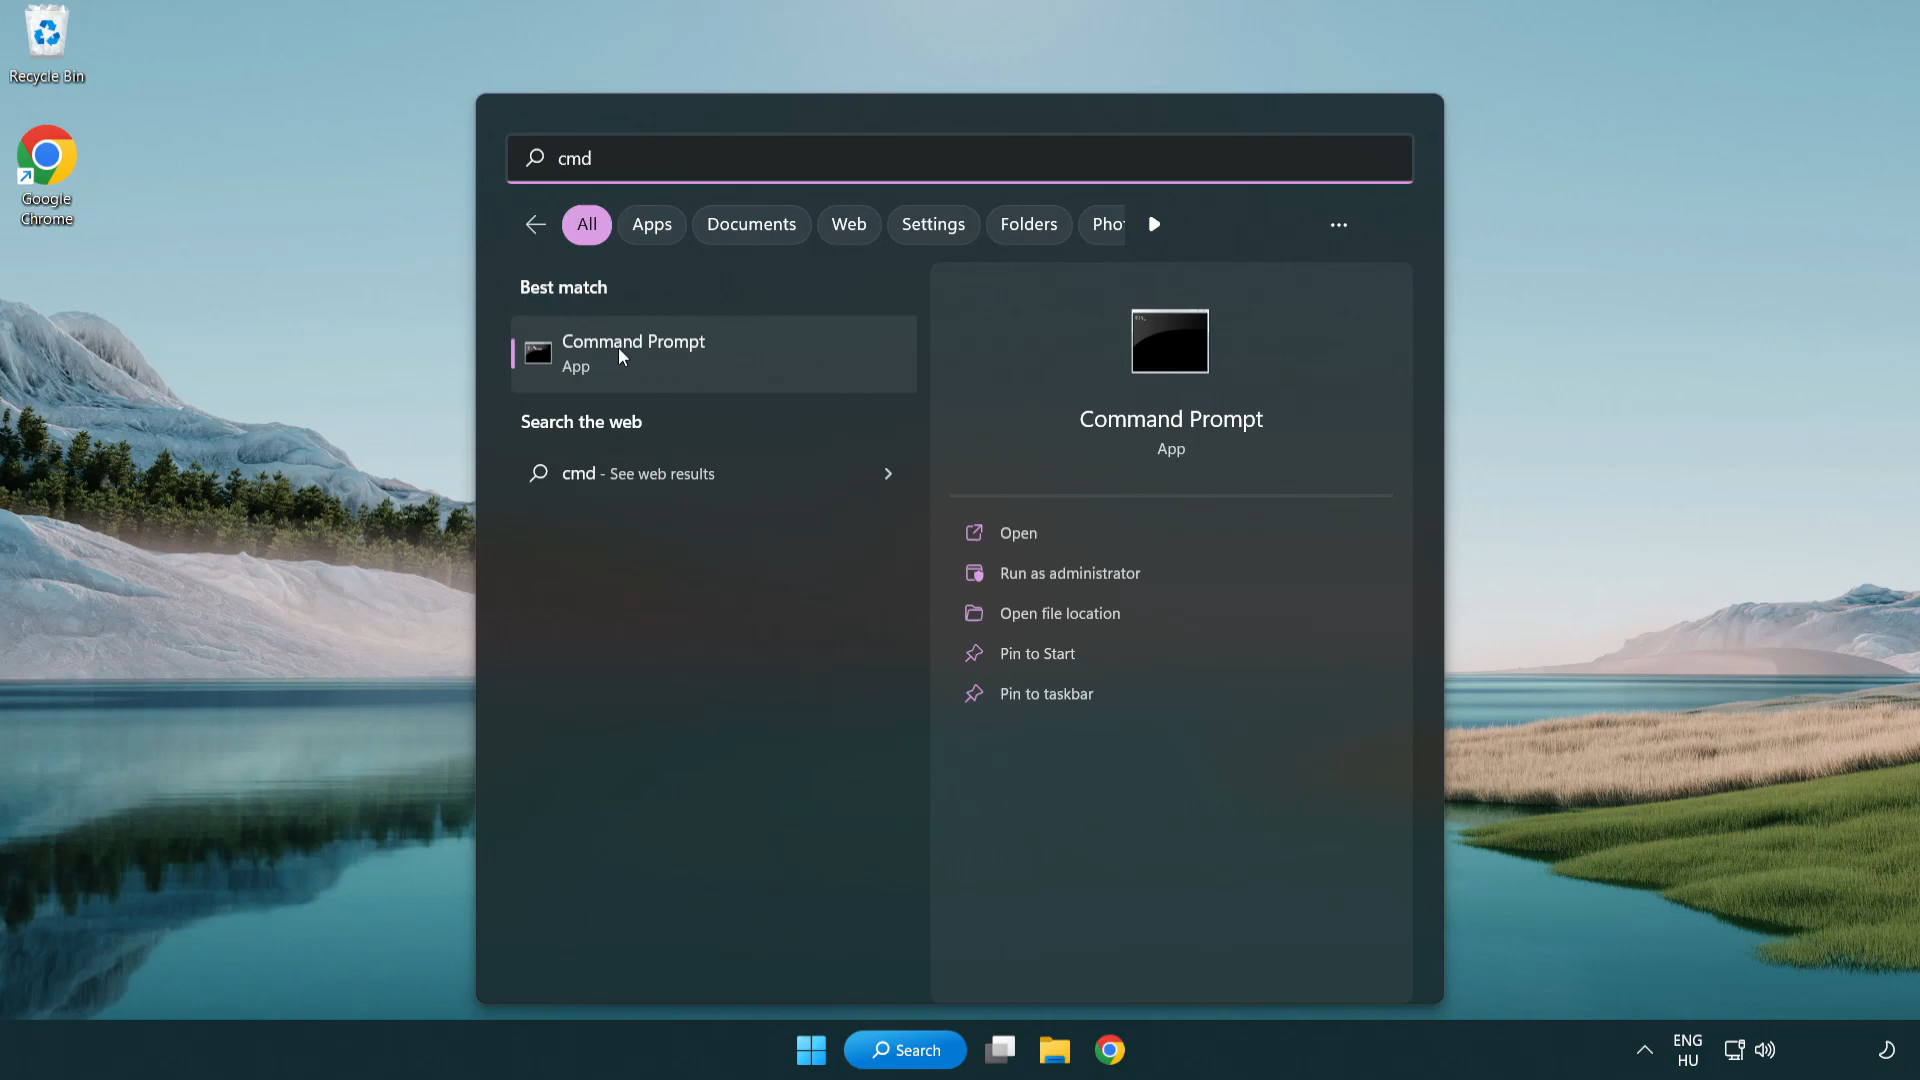 Recycle Bin
Google
Chrome
cmd
All
Apps
Documents
Web
Settings
Folders
Pho
Best match
Command Prompt
App
Search the web
cmd - See web results
Command Prompt
App
Open
Run as administrator
Open file location
Pin to Start
Pin to taskbar
Search
ENG
HU